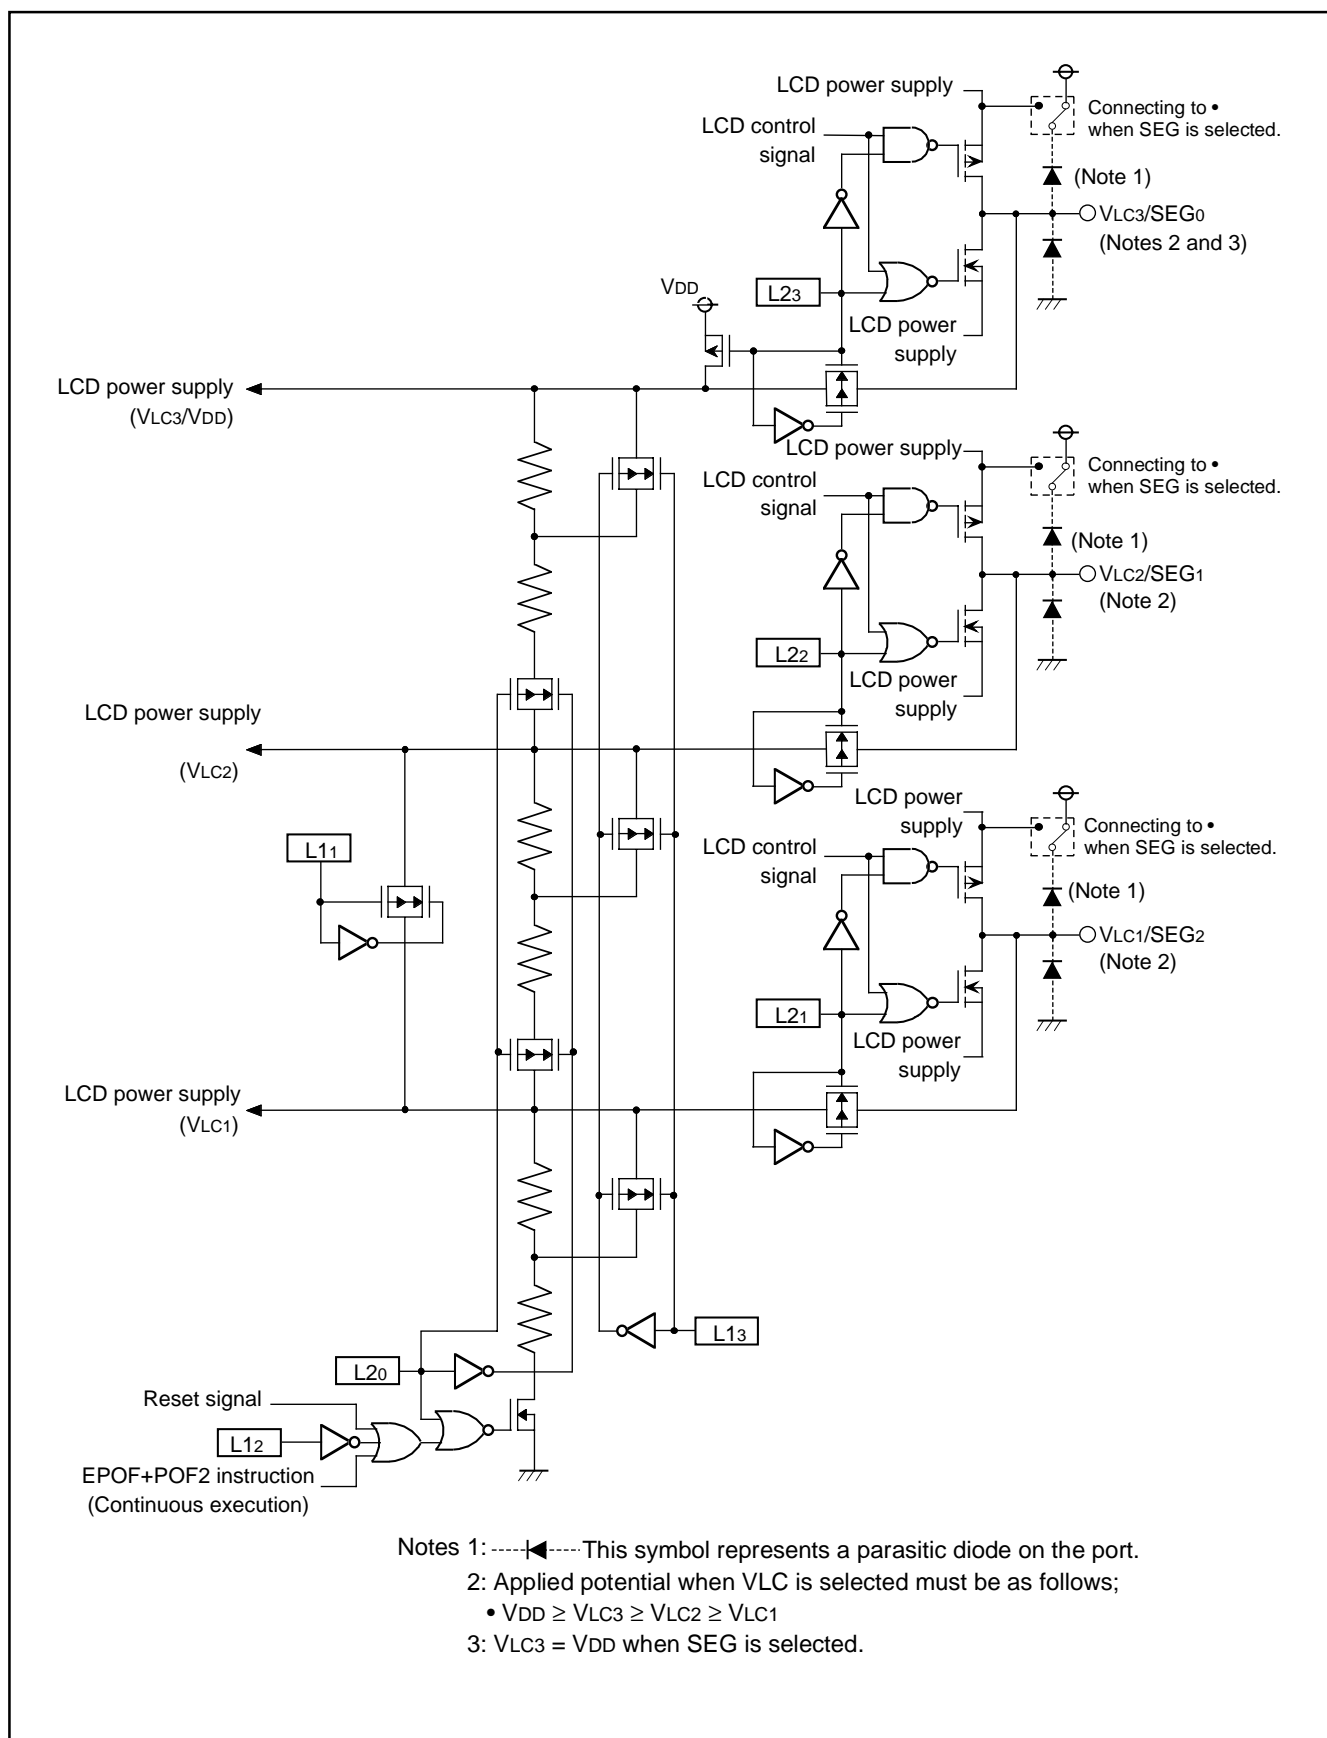 LCD power supply
LCD control
signal
Connecting to •
when SEG is selected.
(Note 1)
VLC3/SEG0
(Notes 2 and 3)
L23
VDD
LCD power
supply
LCD power supply
(VLC3/VDD)
LCD power supply
LCD control
signal
Connecting to •
when SEG is selected.
(Note 1)
VLC2/SEG1
(Note 2)
L22
LCD power
supply
LCD power supply
(VLC2)
LCD power
supply
L11
LCD control
signal
Connecting to •
when SEG is selected.
(Note 1)
VLC1/SEG2
(Note 2)
L21
LCD power
supply
LCD power supply
(VLC1)
L13
L20
Reset signal
L12
EPOF+POF2 instruction
(Continuous execution)
Notes 1: This symbol represents a parasitic diode on the port.
2: Applied potential when VLC is selected must be as follows;
• VDD ≥ VLC3 ≥ VLC2 ≥ VLC1
3: VLC3 = VDD when SEG is selected.